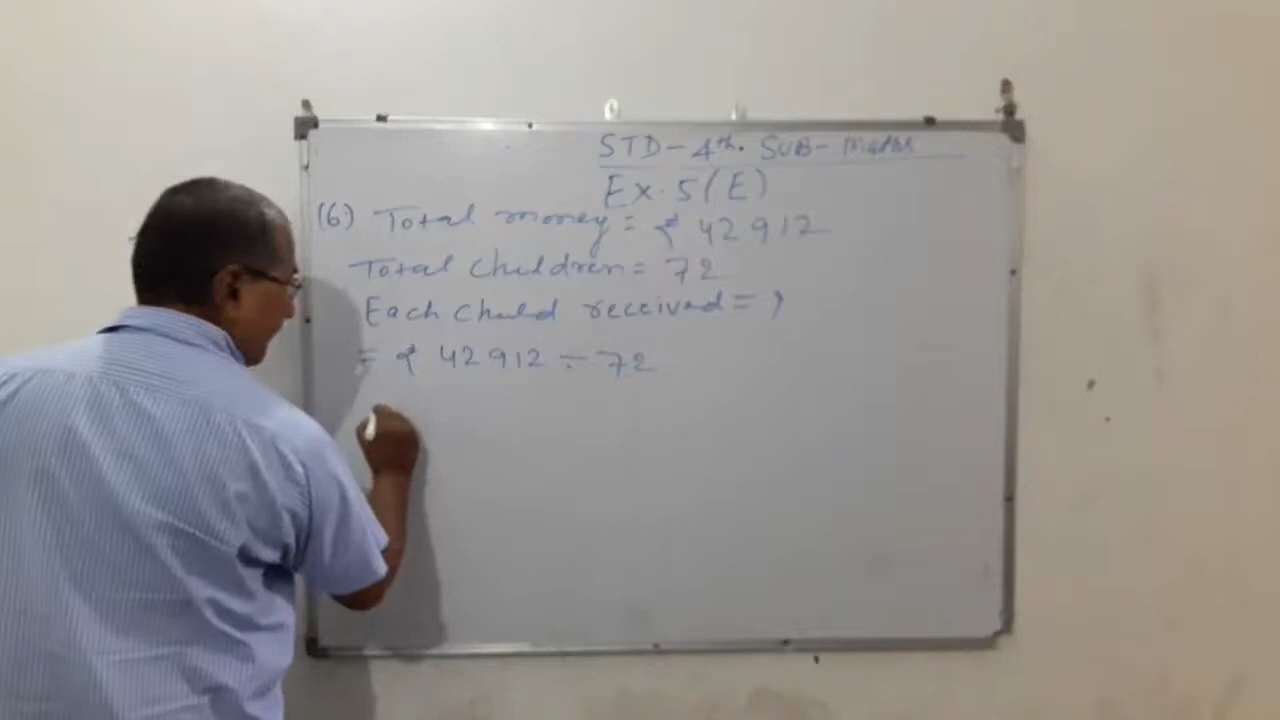 STD-4th. SUB-Maths
Ex.5(E)
(6) Total money = ₹ 42912
Total children = 72
Each child received = ?
= ₹ 42912 ÷ 72